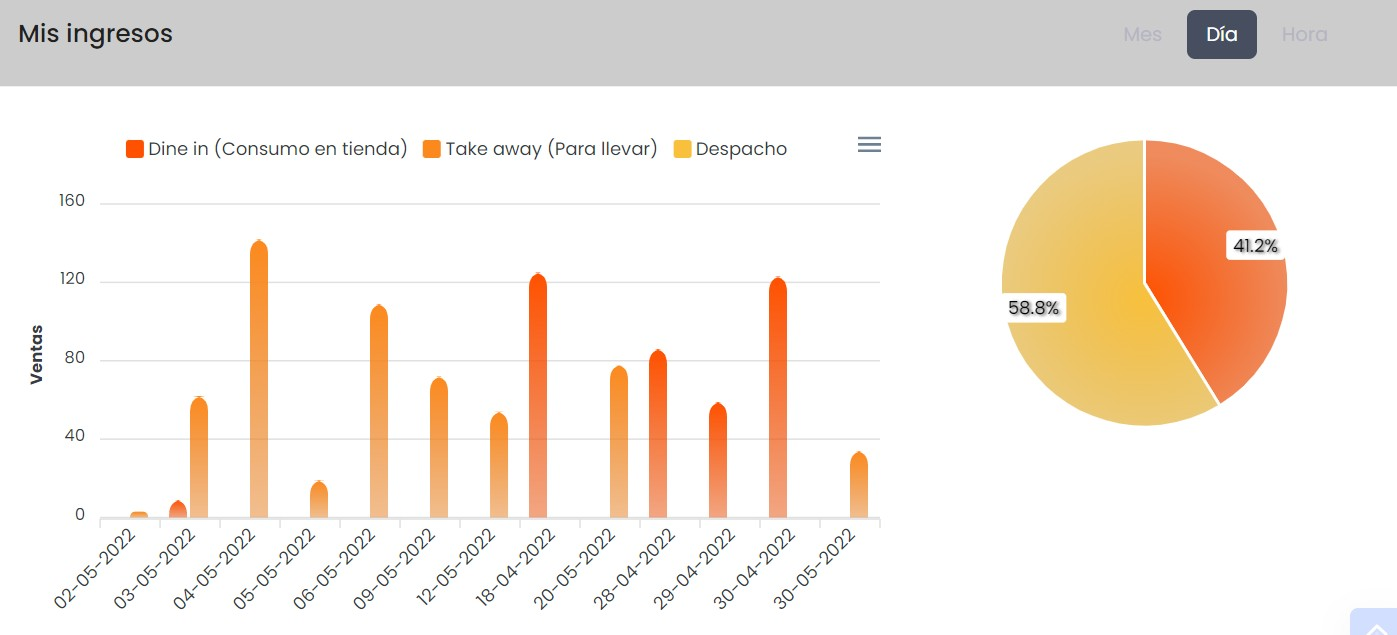 Mis ingresos
Mes
Día
Hora
Dine in (Consumo en tienda)
Take away (Para llevar)
Despacho
160
120
80
40
0
Ventas
02-05-2022
03-05-2022
04-05-2022
05-05-2022
06-05-2022
09-05-2022
12-05-2022
18-04-2022
20-05-2022
28-04-2022
29-04-2022
30-04-2022
30-05-2022
41.2%
58.8%